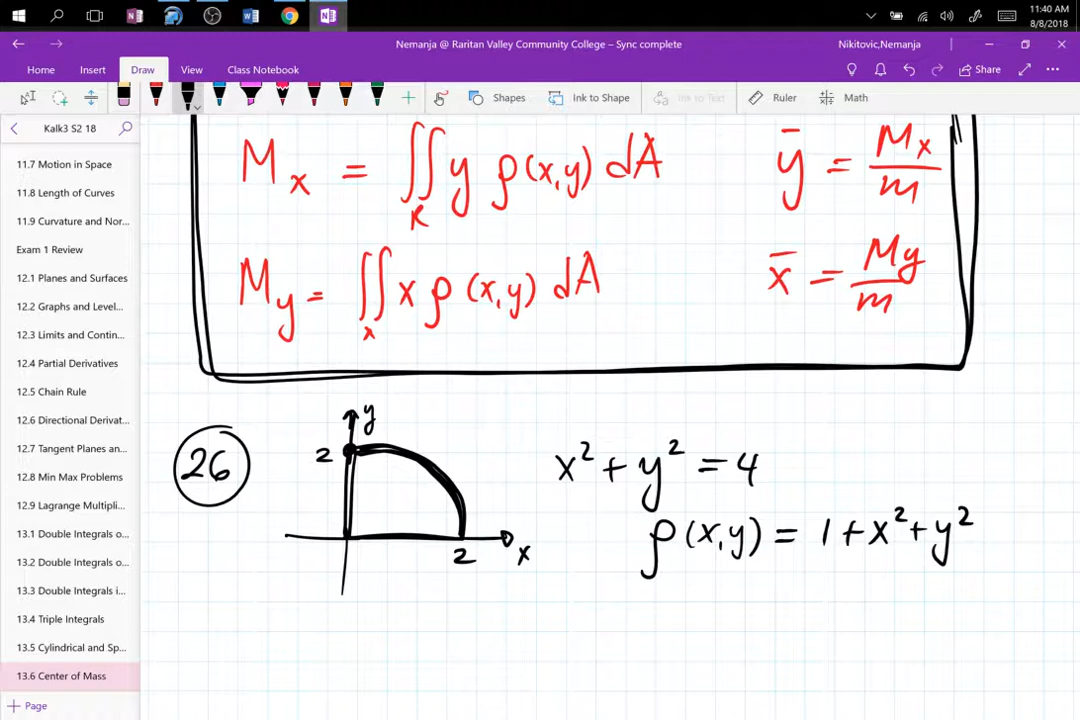 11:40 AM
8/8/2018
Nemanja @ Raritan Valley Community College – Sync complete
Nikitovic,Nemanja
Home Insert Draw View Class Notebook
Share
Shapes Ink to Shape Ink to Text Ruler Math
Kalk3 S2 18
11.7 Motion in Space
11.8 Length of Curves
11.9 Curvature and Nor...
Exam 1 Review
12.1 Planes and Surfaces
12.2 Graphs and Level...
12.3 Limits and Contin...
12.4 Partial Derivatives
12.5 Chain Rule
12.6 Directional Derivat...
12.7 Tangent Planes an...
12.8 Min Max Problems
12.9 Lagrange Multipli...
13.1 Double Integrals o...
13.2 Double Integrals o...
13.3 Double Integrals i...
13.4 Triple Integrals
13.5 Cylindrical and Sp...
13.6 Center of Mass
+ Page
M_x = ∬_R y ρ(x,y) dA ȳ = M_x/m
M_y = ∬_x x ρ(x,y) dA x̄ = M_y/m
26
y
2
2
x
x² + y² = 4
ρ(x,y) = 1 + x² + y²